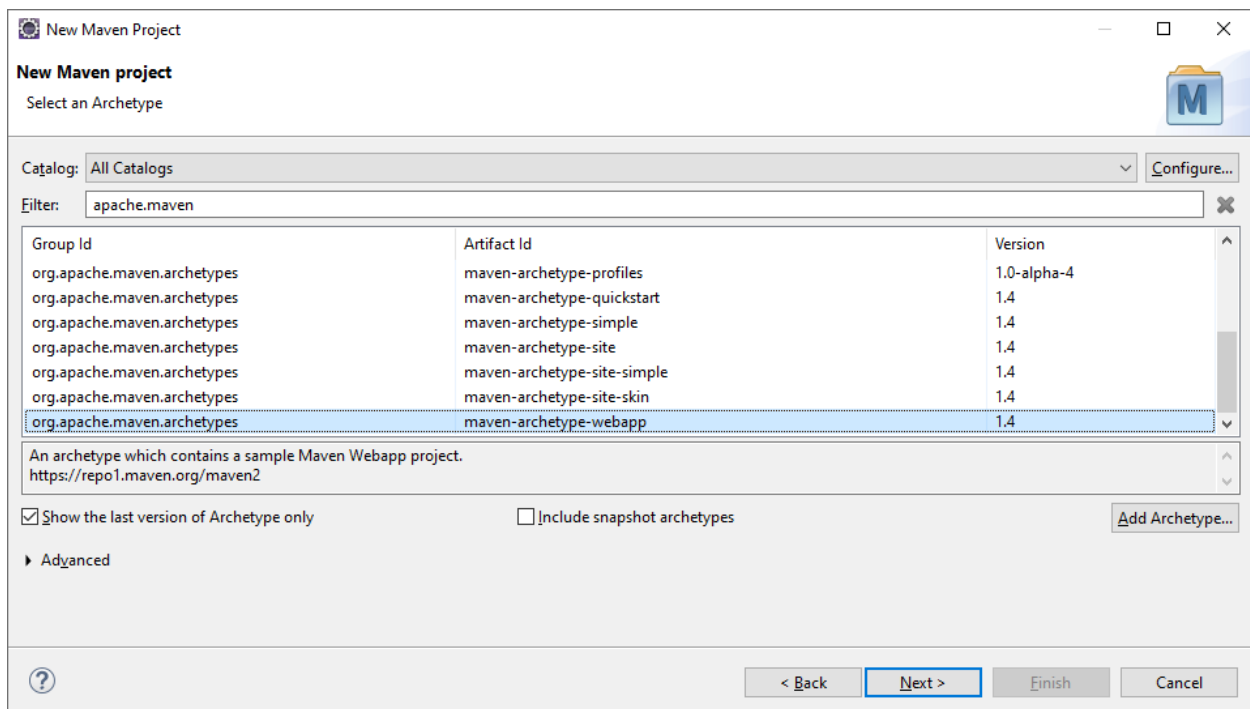 New Maven Project
New Maven project
Select an Archetype
M
Catalog: All Catalogs Configure...
Filter: apache.maven
Group Id Artifact Id Version
org.apache.maven.archetypes maven-archetype-profiles 1.0-alpha-4
org.apache.maven.archetypes maven-archetype-quickstart 1.4
org.apache.maven.archetypes maven-archetype-simple 1.4
org.apache.maven.archetypes maven-archetype-site 1.4
org.apache.maven.archetypes maven-archetype-site-simple 1.4
org.apache.maven.archetypes maven-archetype-site-skin 1.4
org.apache.maven.archetypes maven-archetype-webapp 1.4
An archetype which contains a sample Maven Webapp project.
https://repo1.maven.org/maven2
Show the last version of Archetype only Include snapshot archetypes Add Archetype...
Advanced
? < Back Next > Finish Cancel